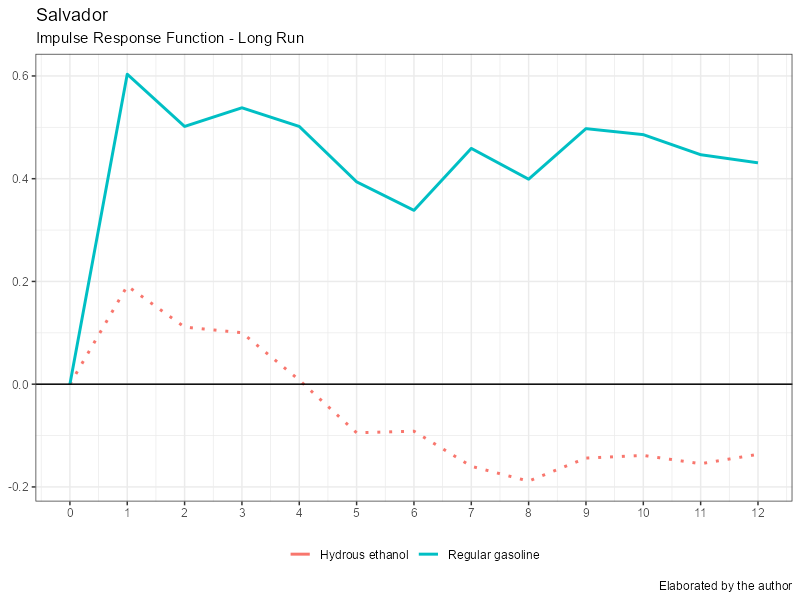 Salvador
Impulse Response Function - Long Run
0.6
0.4
0.2
0.0
-0.2
0 1 2 3 4 5 6 7 8 9 10 11 12
Hydrous ethanol Regular gasoline
Elaborated by the author